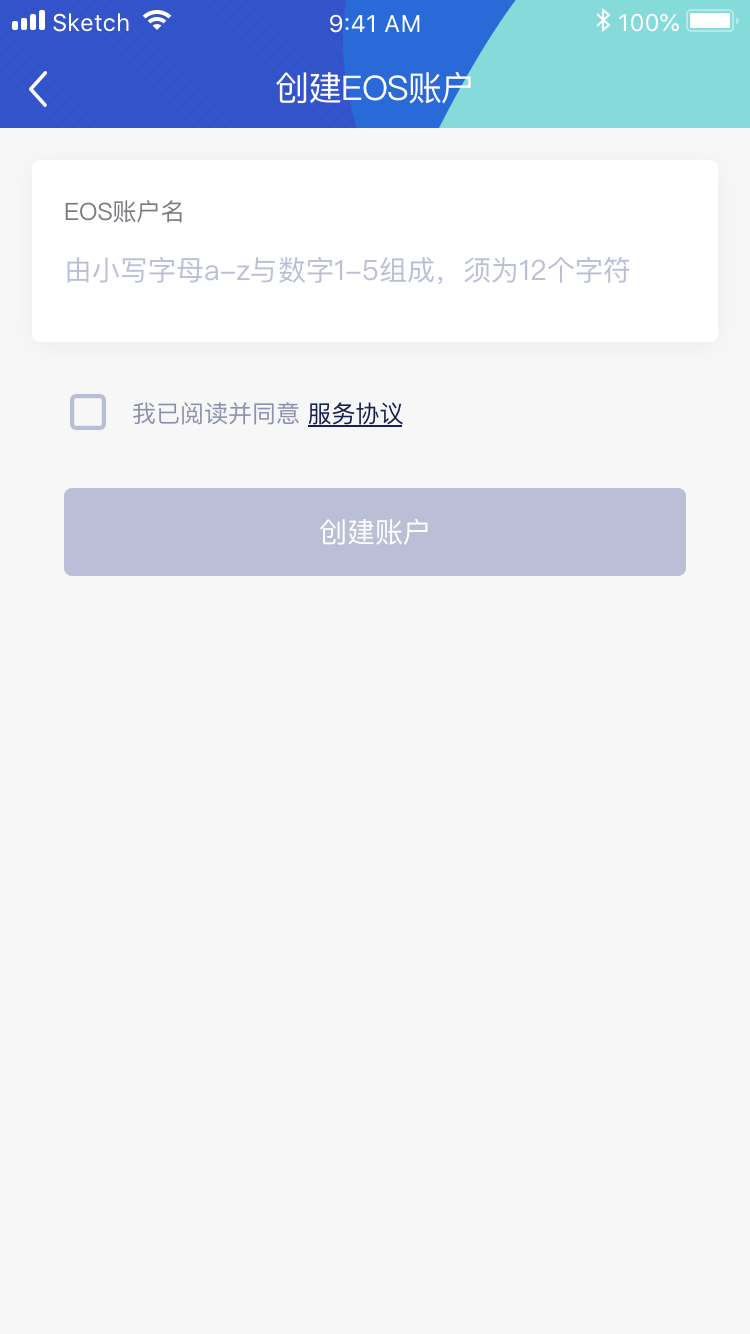 Sketch 9:41 AM 100%
创建EOS账户
EOS账户名
由小写字母a-z与数字1-5组成，须为12个字符
我已阅读并同意 服务协议
创建账户